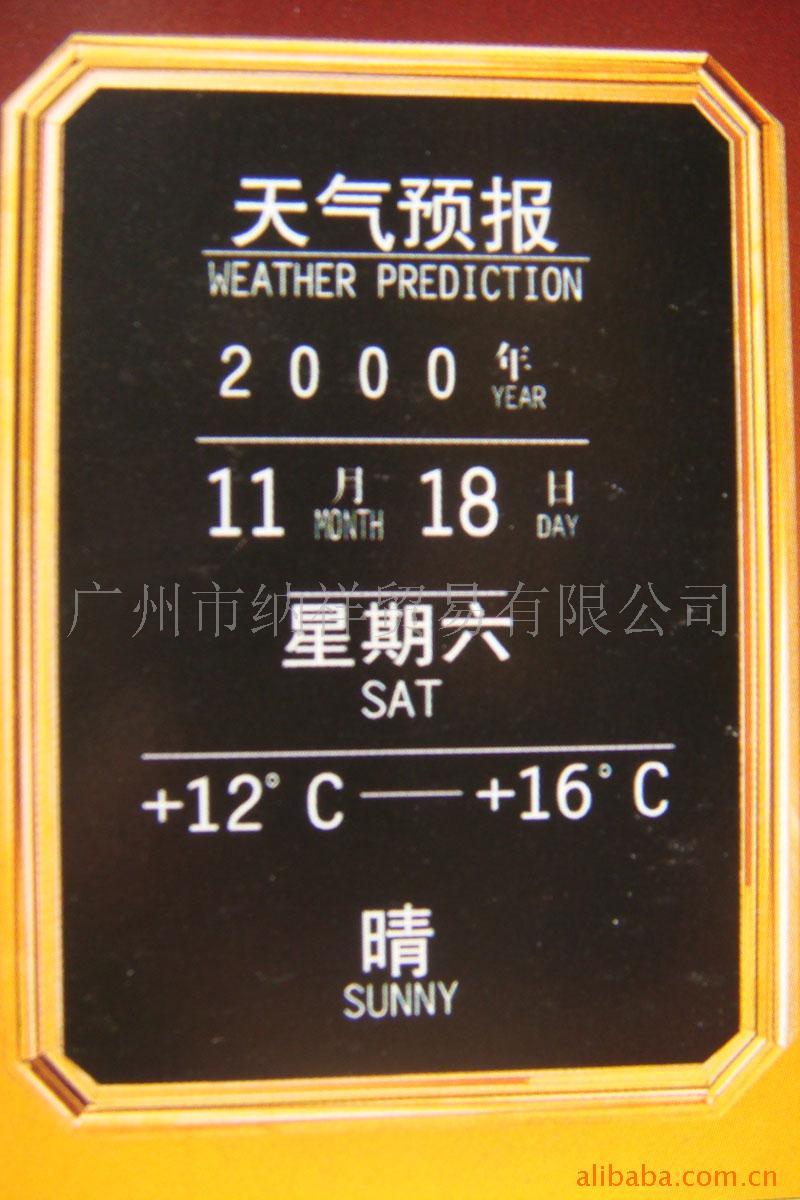 天气预报
WEATHER PREDICTION
2000 年
YEAR
11 月 18 日
MONTH DAY
广州市纳祥贸易有限公司
星期六
SAT
+12°C — +16°C
晴
SUNNY
alibaba.com.cn